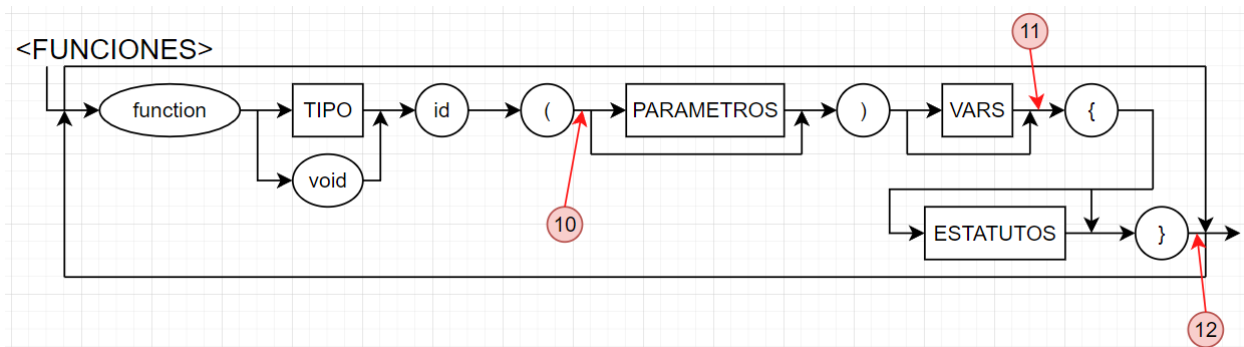 <FUNCIONES>
11
function
TIPO
id
(
PARAMETROS
)
VARS
{
void
10
ESTATUTOS
}
12